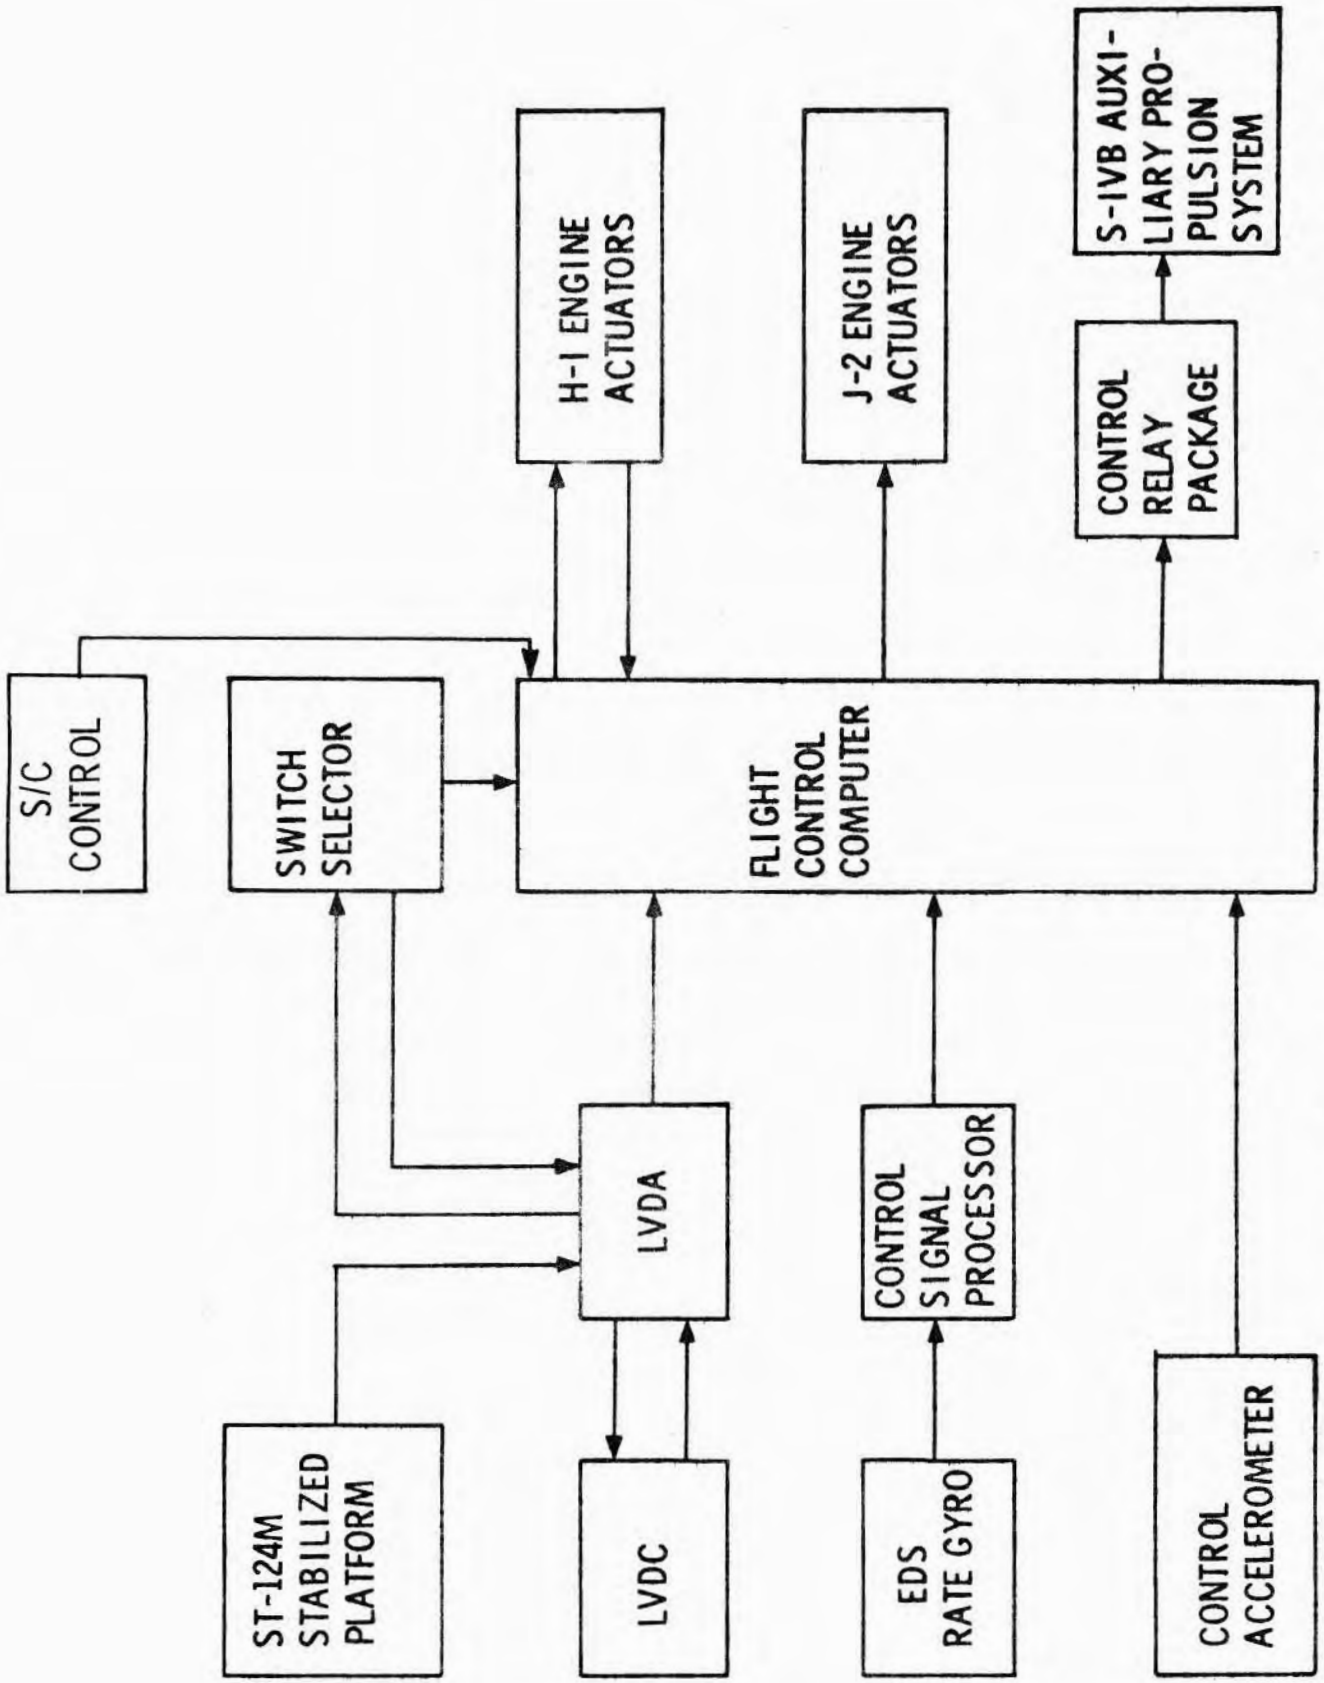 S/C
CONTROL
ST-124M
STABILIZED
PLATFORM
SWITCH
SELECTOR
H-1 ENGINE
ACTUATORS
LVDC
LVDA
FLIGHT
CONTROL
COMPUTER
J-2 ENGINE
ACTUATORS
EDS
RATE GYRO
CONTROL
SIGNAL
PROCESSOR
CONTROL
ACCELEROMETER
CONTROL
RELAY
PACKAGE
S-IVB AUXI-
LIARY PRO-
PULSION
SYSTEM